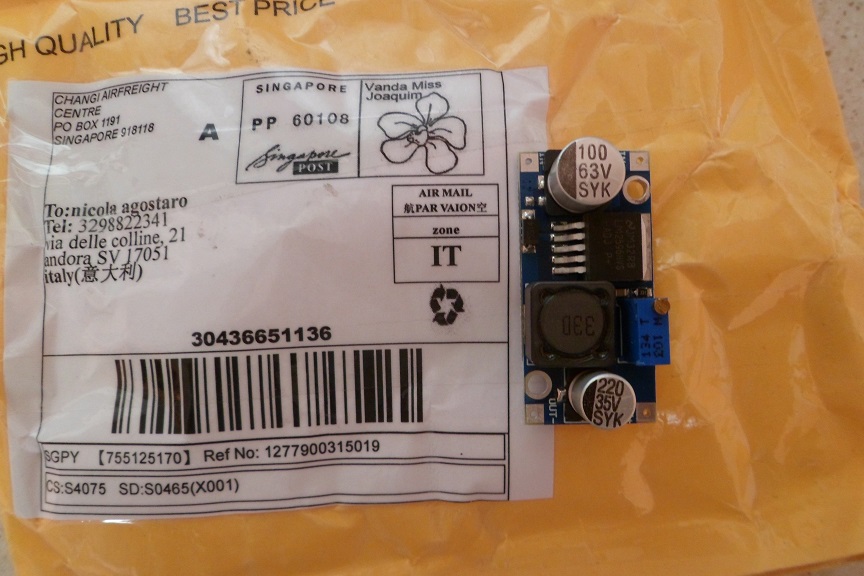 GH QUALITY BEST PRICE
CHANGI AIRFREIGHT
CENTRE
PO BOX 1191
SINGAPORE 918118
A
SINGAPORE
PP 60108
Singapore
POST
Vanda Miss
Joaquim
To:nicola agostaro
Tel: 3298822341
via delle colline, 21
andora SV 17051
italy(意大利)
AIR MAIL
航PAR VAION空
zone
IT
30436651136
SGPY 【755125170】 Ref No: 1277900315019
CS:S4075 SD:S0465(X001)
100
63V
SYK
33D
220
35V
SYK
OUT-